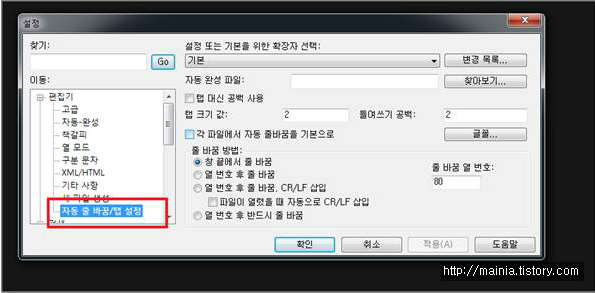 설정
찾기:
Go
이동:
편집기
고급
자동-완성
책갈피
열 모드
구분 문자
XML/HTML
기타 사항
새 파일 생성
자동 줄 바꿈/탭 설정
설정 또는 기본을 위한 확장자 선택:
기본
변경 목록...
자동 완성 파일:
찾아보기...
탭 대신 공백 사용
탭 크기 값:
2
들여쓰기 공백:
2
각 파일에서 자동 줄바꿈을 기본으로
글꼴...
줄 바꿈 방법:
창 끝에서 줄 바꿈
열 번호 후 줄 바꿈
열 번호 후 줄 바꿈, CR/LF 삽입
파일이 열렸을 때 자동으로 CR/LF 삽입
열 번호 후 반드시 줄 바꿈
줄 바꿈 열 번호:
80
확인
취소
적용(A)
도움말
http://mainia.tistory.com